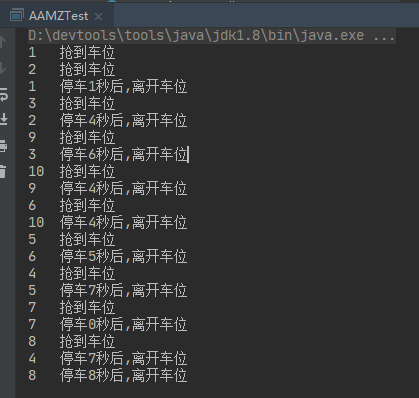 AAMZTest ×
D:\devtools\tools\java\jdk1.8\bin\java.exe ...
1 抢到车位
2 抢到车位
1 停车1秒后,离开车位
3 抢到车位
2 停车4秒后,离开车位
9 抢到车位
3 停车6秒后,离开车位
10 抢到车位
9 停车4秒后,离开车位
6 抢到车位
10 停车4秒后,离开车位
5 抢到车位
6 停车5秒后,离开车位
4 抢到车位
5 停车7秒后,离开车位
7 抢到车位
7 停车0秒后,离开车位
8 抢到车位
4 停车7秒后,离开车位
8 停车8秒后,离开车位